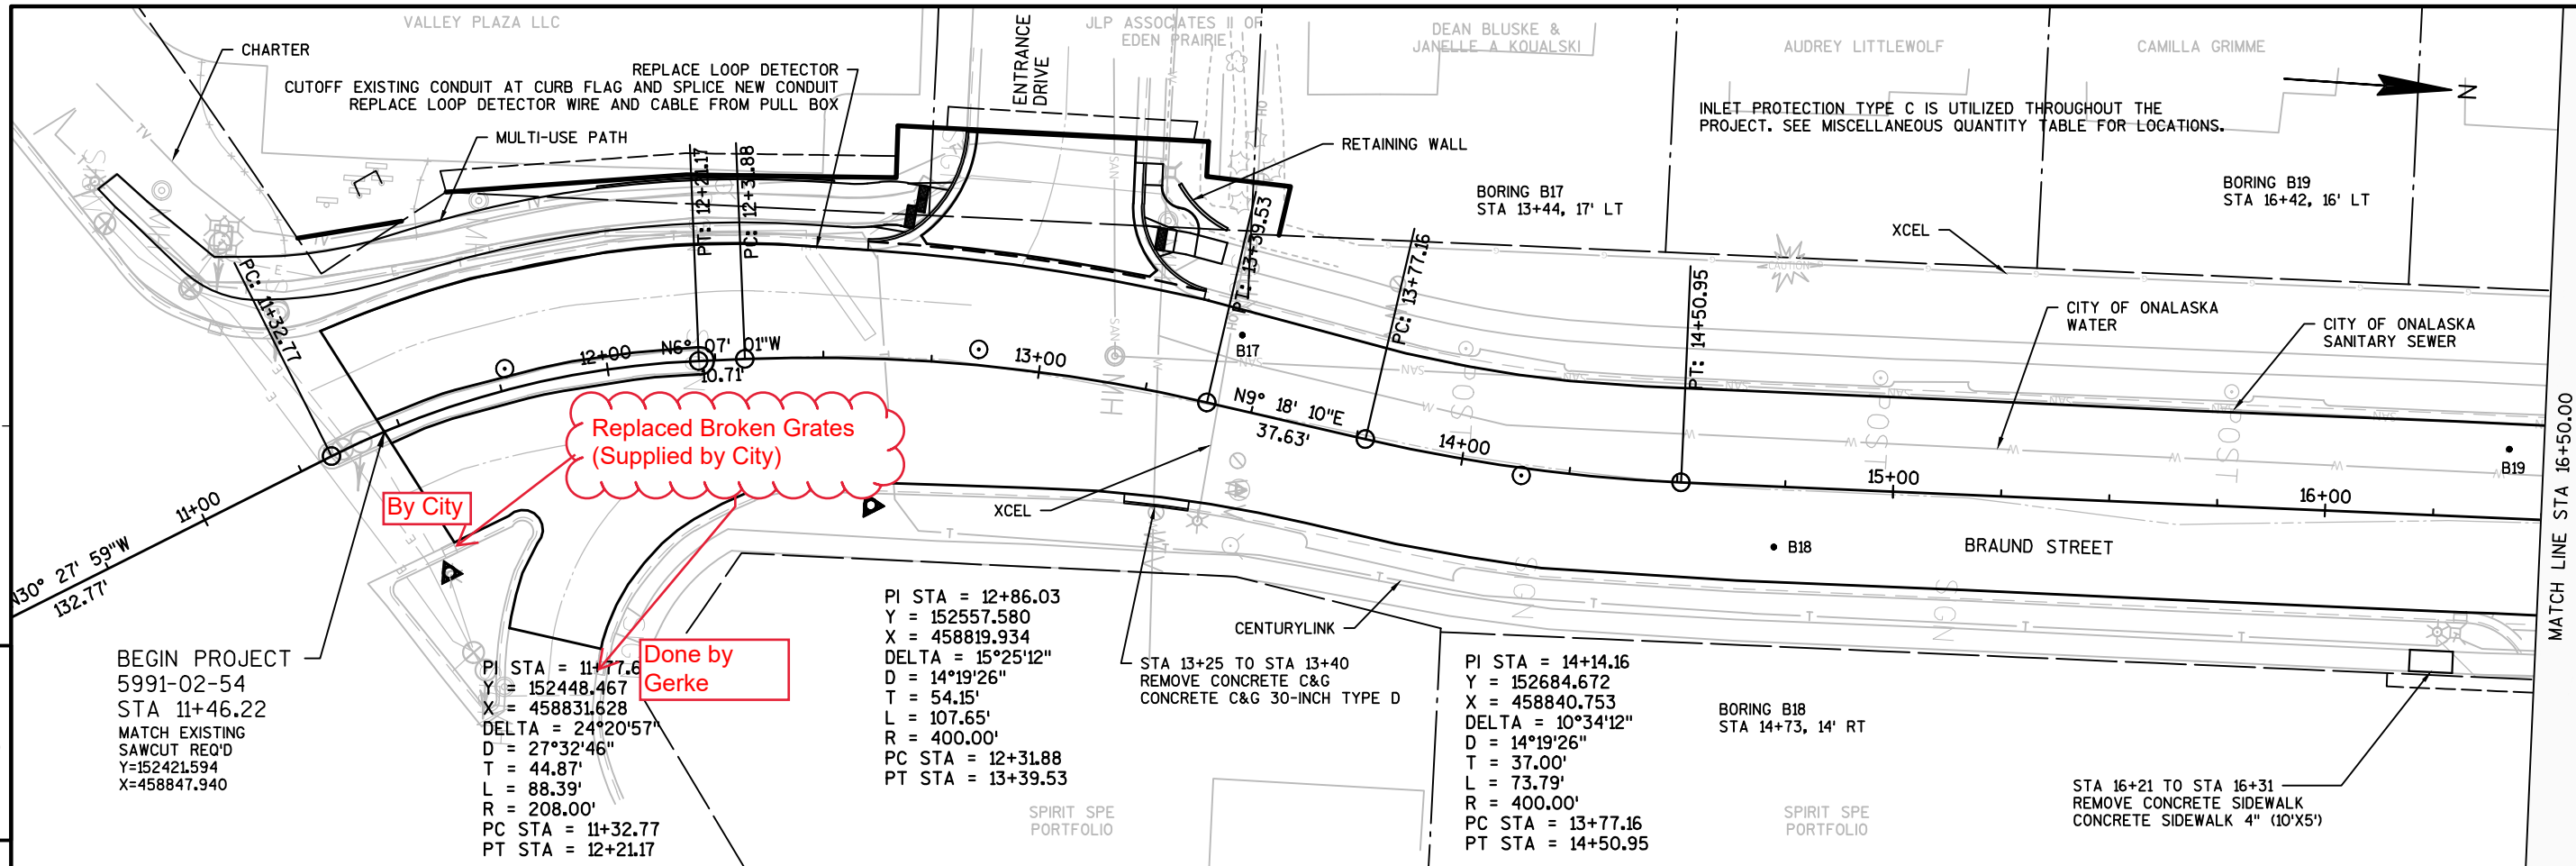 VALLEY PLAZA LLC
JLP ASSOCIATES II OF
EDEN PRAIRIE
DEAN BLUSKE &
JANELLE A KOUALSKI
AUDREY LITTLEWOLF
CAMILLA GRIMME
CHARTER
REPLACE LOOP DETECTOR
CUTOFF EXISTING CONDUIT AT CURB FLAG AND SPLICE NEW CONDUIT
REPLACE LOOP DETECTOR WIRE AND CABLE FROM PULL BOX
MULTI-USE PATH
ENTRANCE
DRIVE
RETAINING WALL
INLET PROTECTION TYPE C IS UTILIZED THROUGHOUT THE
PROJECT. SEE MISCELLANEOUS QUANTITY TABLE FOR LOCATIONS.
N
BORING B17
STA 13+44, 17' LT
BORING B19
STA 16+42, 16' LT
XCEL
CAUTION
CITY OF ONALASKA
WATER
CITY OF ONALASKA
SANITARY SEWER
PC: 11+32.77
PT: 12+21.17
PC: 12+31.88
PT: 13+39.53
PC: 13+77.16
PT: 14+50.95
N30° 27' 59"W
132.77'
11+00
12+00
N6° 07' 01"W
10.71'
13+00
B17
N9° 18' 10"E
37.63'
14+00
15+00
16+00
B19
B18
BRAUND STREET
MATCH LINE STA 16+50.00
Replaced Broken Grates
(Supplied by City)
By City
Done by
Gerke
XCEL
CENTURYLINK
BEGIN PROJECT
5991-02-54
STA 11+46.22
MATCH EXISTING
SAWCUT REQ'D
Y=152421.594
X=458847.940
PI STA = 11+77.6
Y = 152448.467
X = 458831.628
DELTA = 24°20'57"
D = 27°32'46"
T = 44.87'
L = 88.39'
R = 208.00'
PC STA = 11+32.77
PT STA = 12+21.17
PI STA = 12+86.03
Y = 152557.580
X = 458819.934
DELTA = 15°25'12"
D = 14°19'26"
T = 54.15'
L = 107.65'
R = 400.00'
PC STA = 12+31.88
PT STA = 13+39.53
STA 13+25 TO STA 13+40
REMOVE CONCRETE C&G
CONCRETE C&G 30-INCH TYPE D
PI STA = 14+14.16
Y = 152684.672
X = 458840.753
DELTA = 10°34'12"
D = 14°19'26"
T = 37.00'
L = 73.79'
R = 400.00'
PC STA = 13+77.16
PT STA = 14+50.95
BORING B18
STA 14+73, 14' RT
STA 16+21 TO STA 16+31
REMOVE CONCRETE SIDEWALK
CONCRETE SIDEWALK 4" (10'X5')
SPIRIT SPE
PORTFOLIO
SPIRIT SPE
PORTFOLIO